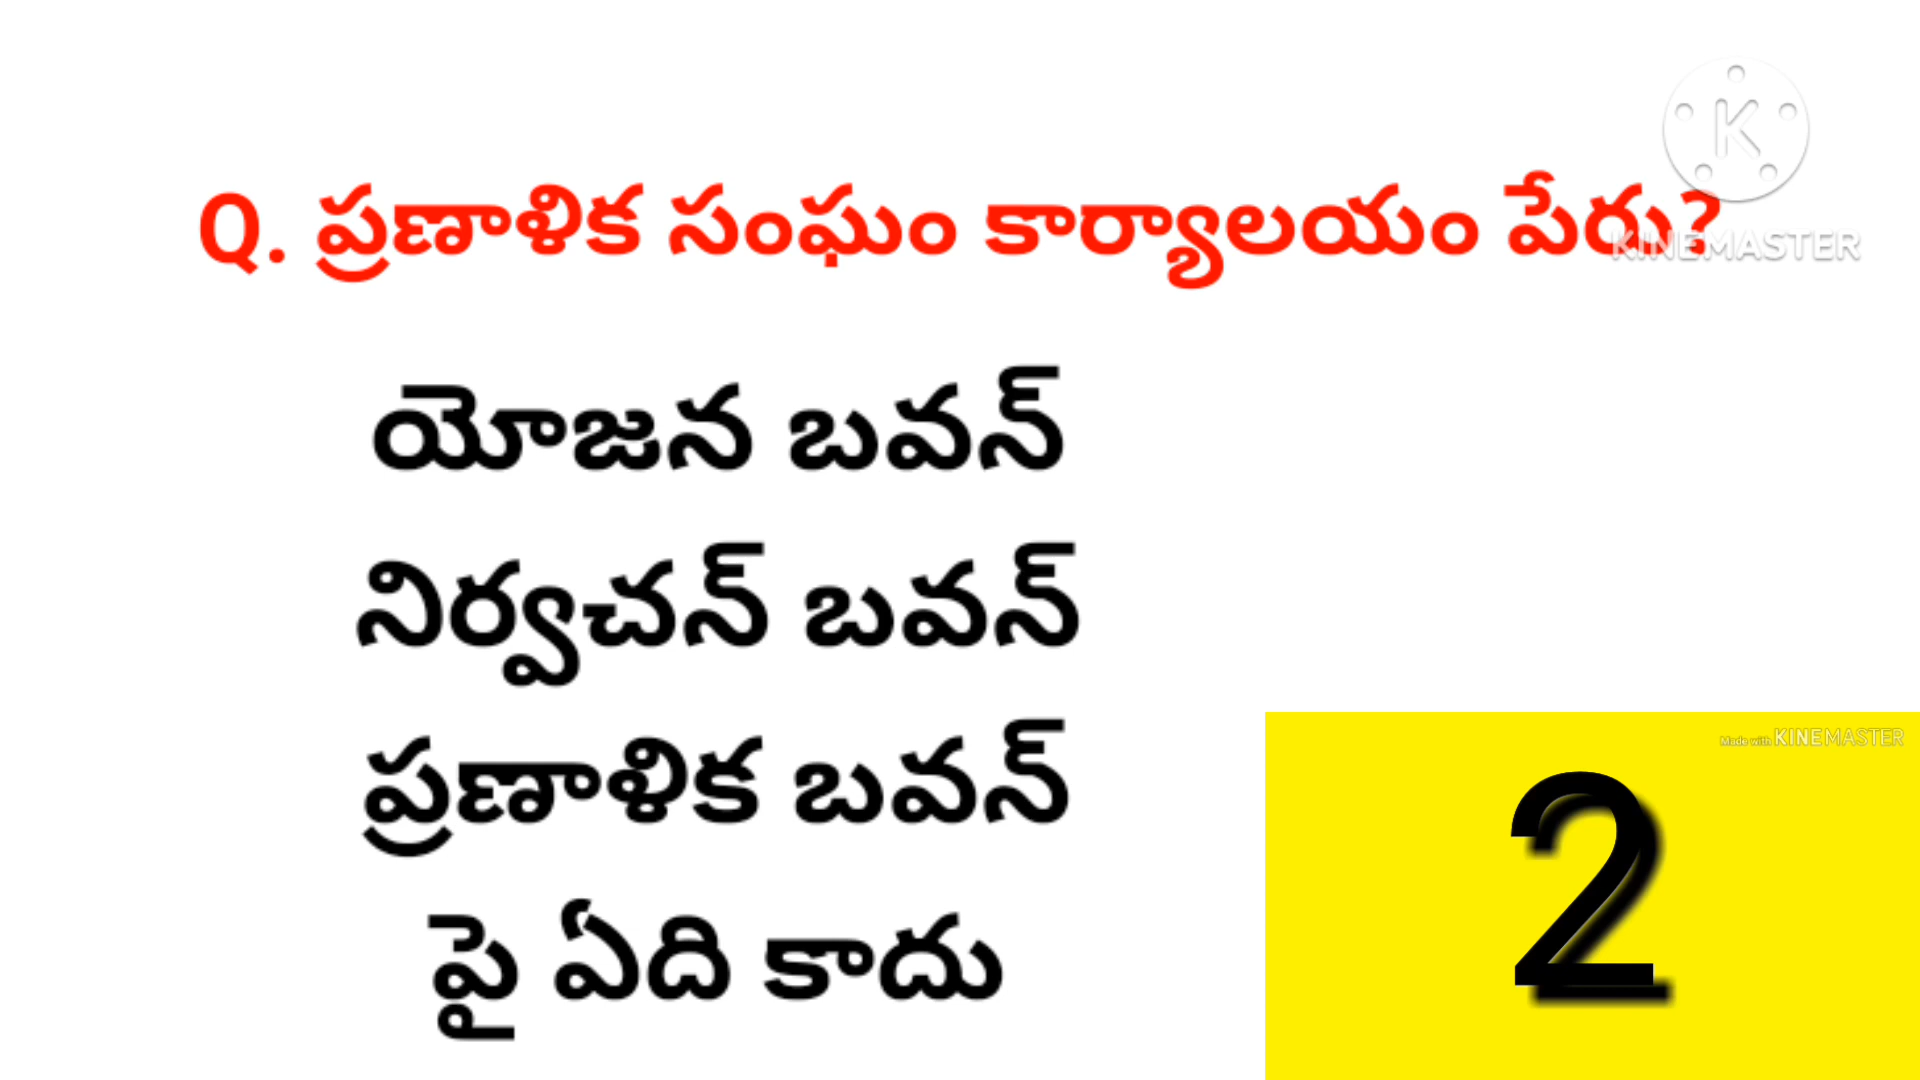 Q. ప్రణాళిక సంఘం కార్యాలయం పేరు?
KINEMASTER
యోజన బవన్
నిర్వచన్ బవన్
ప్రణాళిక బవన్
పై ఏది కాదు
Made with KINEMASTER
2